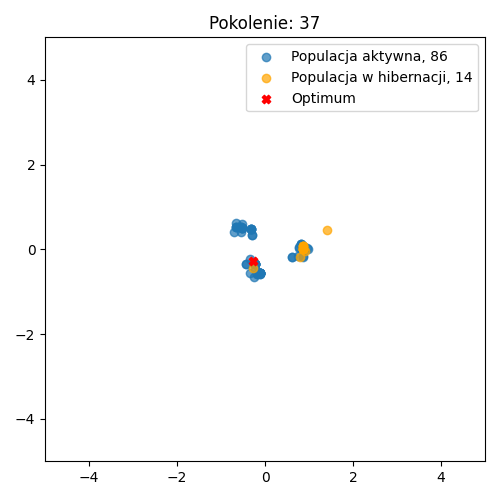 Pokolenie: 37
Populacja aktywna, 86
Populacja w hibernacji, 14
Optimum
4
2
0
−2
−4
−4
−2
0
2
4